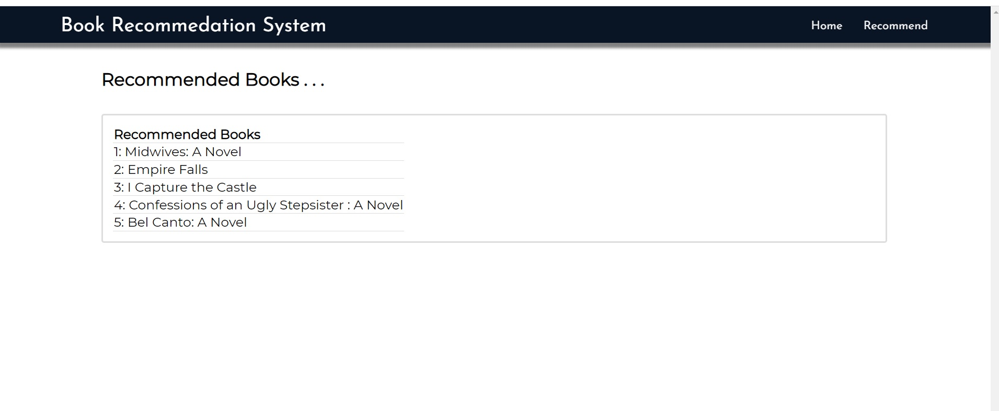 Book Recommedation System
Home Recommend
Recommended Books . . .
Recommended Books
1: Midwives: A Novel
2: Empire Falls
3: I Capture the Castle
4: Confessions of an Ugly Stepsister : A Novel
5: Bel Canto: A Novel